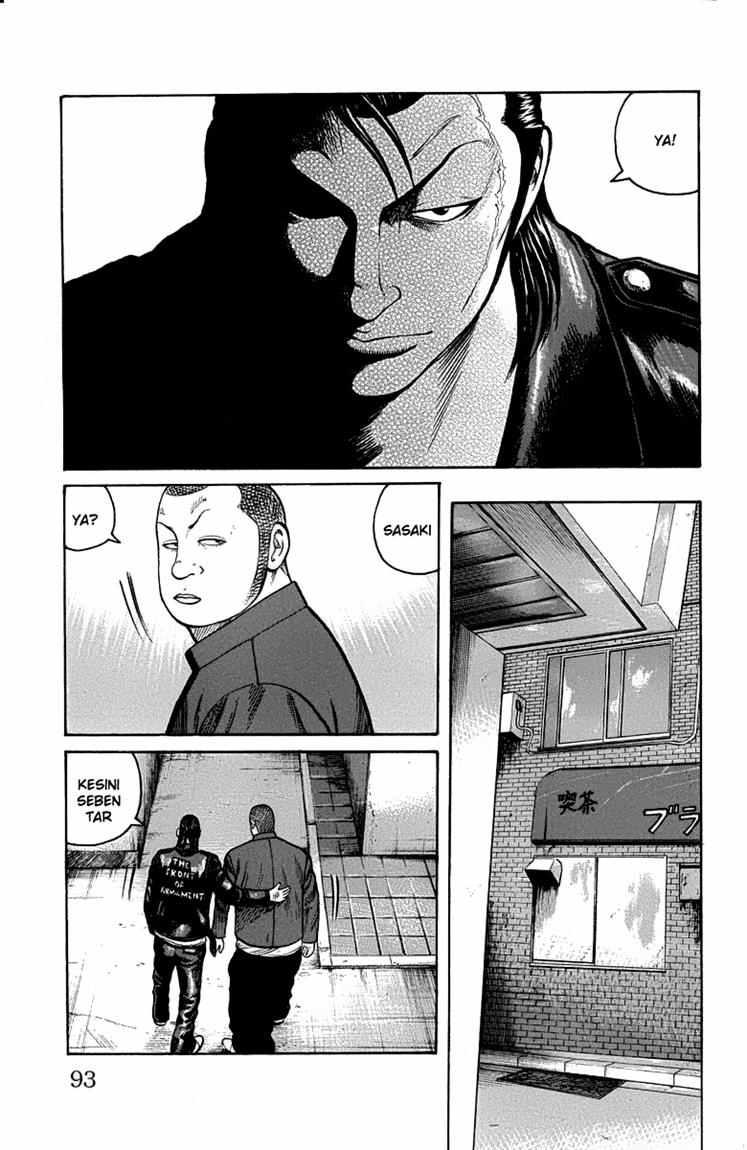 YA!
喫茶
ブラ
SASAKI
YA?
KESINI
SEBEN
TAR
THE
FRONT
OF
ARMAMENT
93